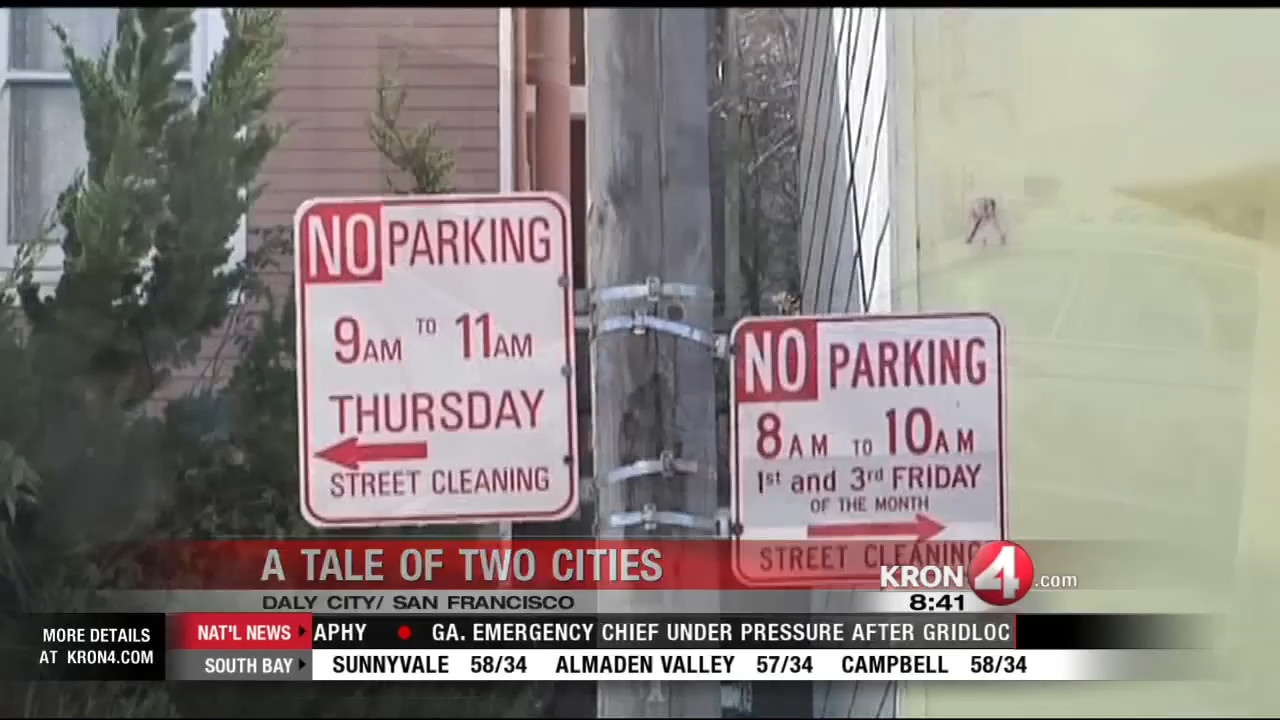 NO PARKING
9AM TO 11AM
THURSDAY
STREET CLEANING
NO PARKING
8AM TO 10AM
1st and 3rd FRIDAY
OF THE MONTH
STREET CLEANING
A TALE OF TWO CITIES
DALY CITY/ SAN FRANCISCO
KRON 4.com
8:41
MORE DETAILS
AT KRON4.COM
NAT'L NEWS APHY • GA. EMERGENCY CHIEF UNDER PRESSURE AFTER GRIDLOC
SOUTH BAY SUNNYVALE 58/34 ALMADEN VALLEY 57/34 CAMPBELL 58/34